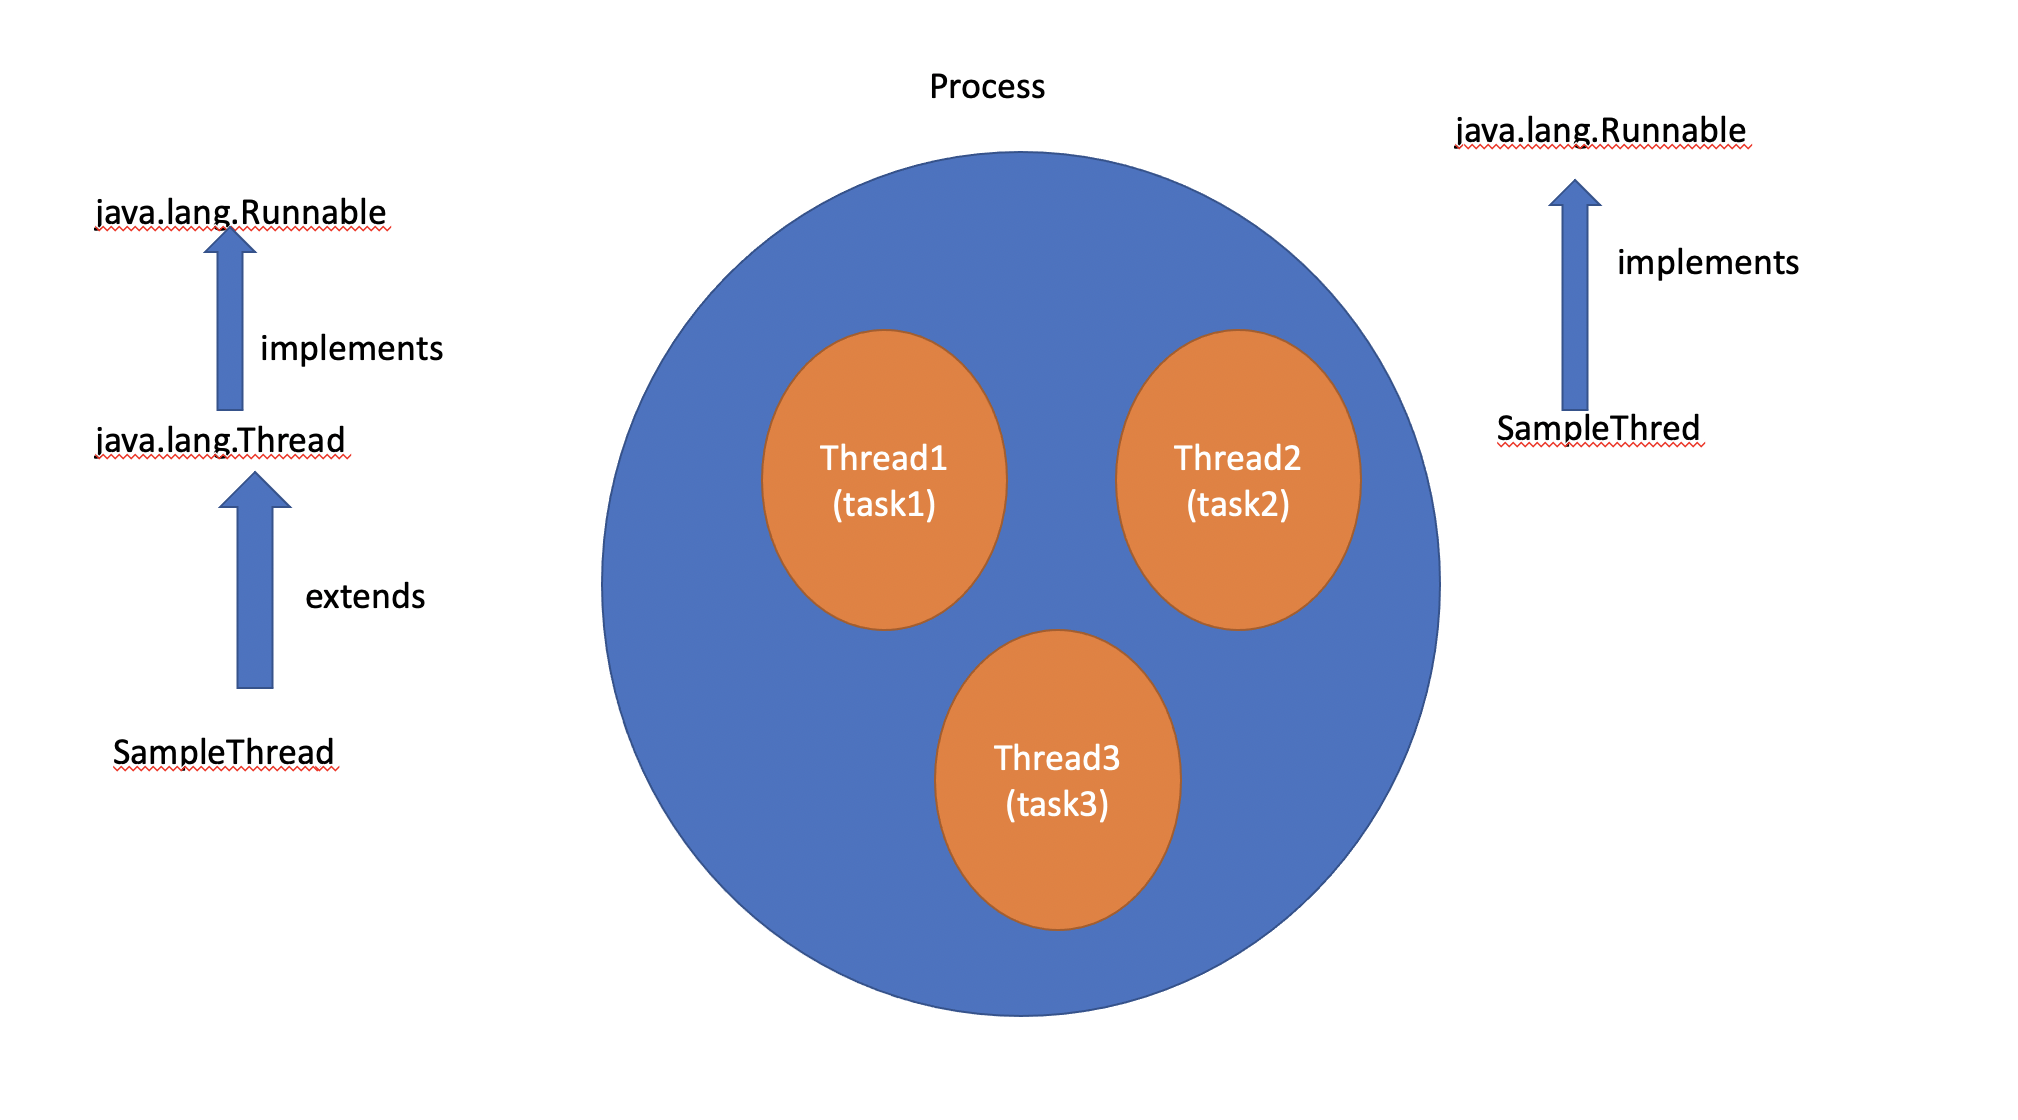 Process
java.lang.Runnable
implements
java.lang.Thread
extends
SampleThread
Thread1
(task1)
Thread2
(task2)
Thread3
(task3)
java.lang.Runnable
implements
SampleThred